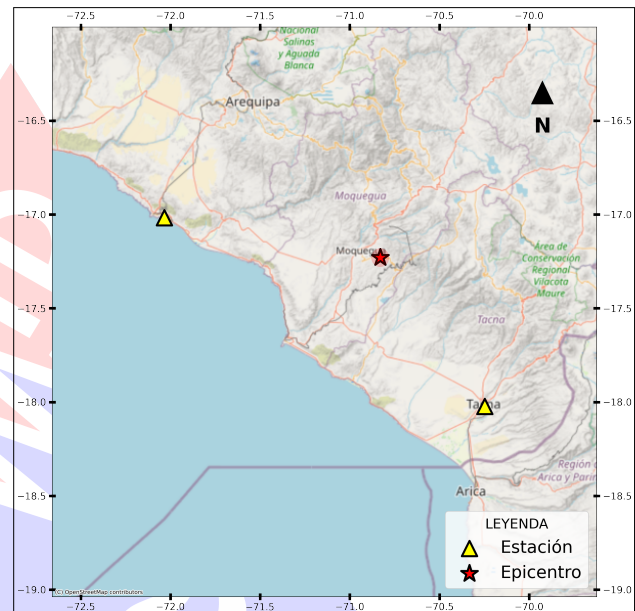 −72.5 −72.0 −71.5 −71.0 −70.5 −70.0
Nacional
Salinas
y Aguada
Blanca
Arequipa
N
−16.5 −16.5
−17.0 −17.0
Moquegua
Moquegua
Área de
Conservación
Regional
Vilacota
Maure
−17.5 −17.5
Tacna
−18.0 −18.0
Tacna
Región
Arica y Parin
−18.5 −18.5
Arica
LEYENDA
Estación
Epicentro
−19.0 −19.0
(C) OpenStreetMap contributors
−72.5 −72.0 −71.5 −71.0 −70.5 −70.0